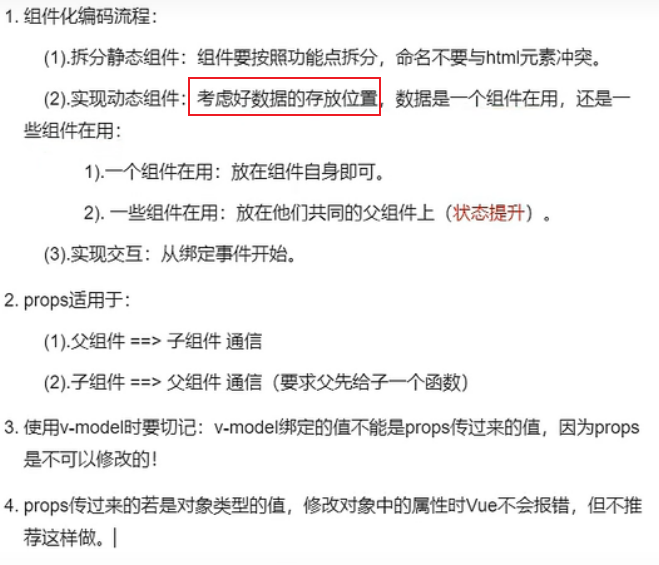 1. 组件化编码流程：
(1).拆分静态组件：组件要按照功能点拆分，命名不要与html元素冲突。
(2).实现动态组件：考虑好数据的存放位置，数据是一个组件在用，还是一
些组件在用：
1).一个组件在用：放在组件自身即可。
2). 一些组件在用：放在他们共同的父组件上（状态提升）。
(3).实现交互：从绑定事件开始。
2. props适用于：
(1).父组件 ==> 子组件 通信
(2).子组件 ==> 父组件 通信（要求父先给子一个函数）
3. 使用v-model时要切记：v-model绑定的值不能是props传过来的值，因为props
是不可以修改的！
4. props传过来的若是对象类型的值，修改对象中的属性时Vue不会报错，但不推
荐这样做。